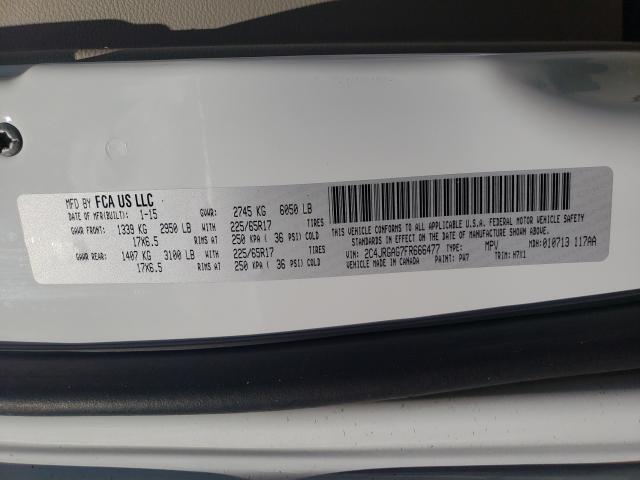 MFD BY FCA US LLC
DATE OF MFR(BUILT): 1-15 GVWR: 2745 KG 6050 LB
GAWR FRONT: 1339 KG 2950 LB WITH 225/65R17 TIRES
17X6.5 RIMS AT 250 KPA ( 36 PSI) COLD
GAWR REAR: 1407 KG 3100 LB WITH 225/65R17 TIRES
17X6.5 RIMS AT 250 KPA ( 36 PSI) COLD
THIS VEHICLE CONFORMS TO ALL APPLICABLE U.S.A. FEDERAL MOTOR VEHICLE SAFETY
STANDARDS IN EFFECT ON THE DATE OF MANUFACTURE SHOWN ABOVE.
VIN: 2C4JRGAG7FR666477 TYPE: MPV MDH: 010713 117AA
VEHICLE MADE IN CANADA PAINT: PW7 TRIM: H7X1